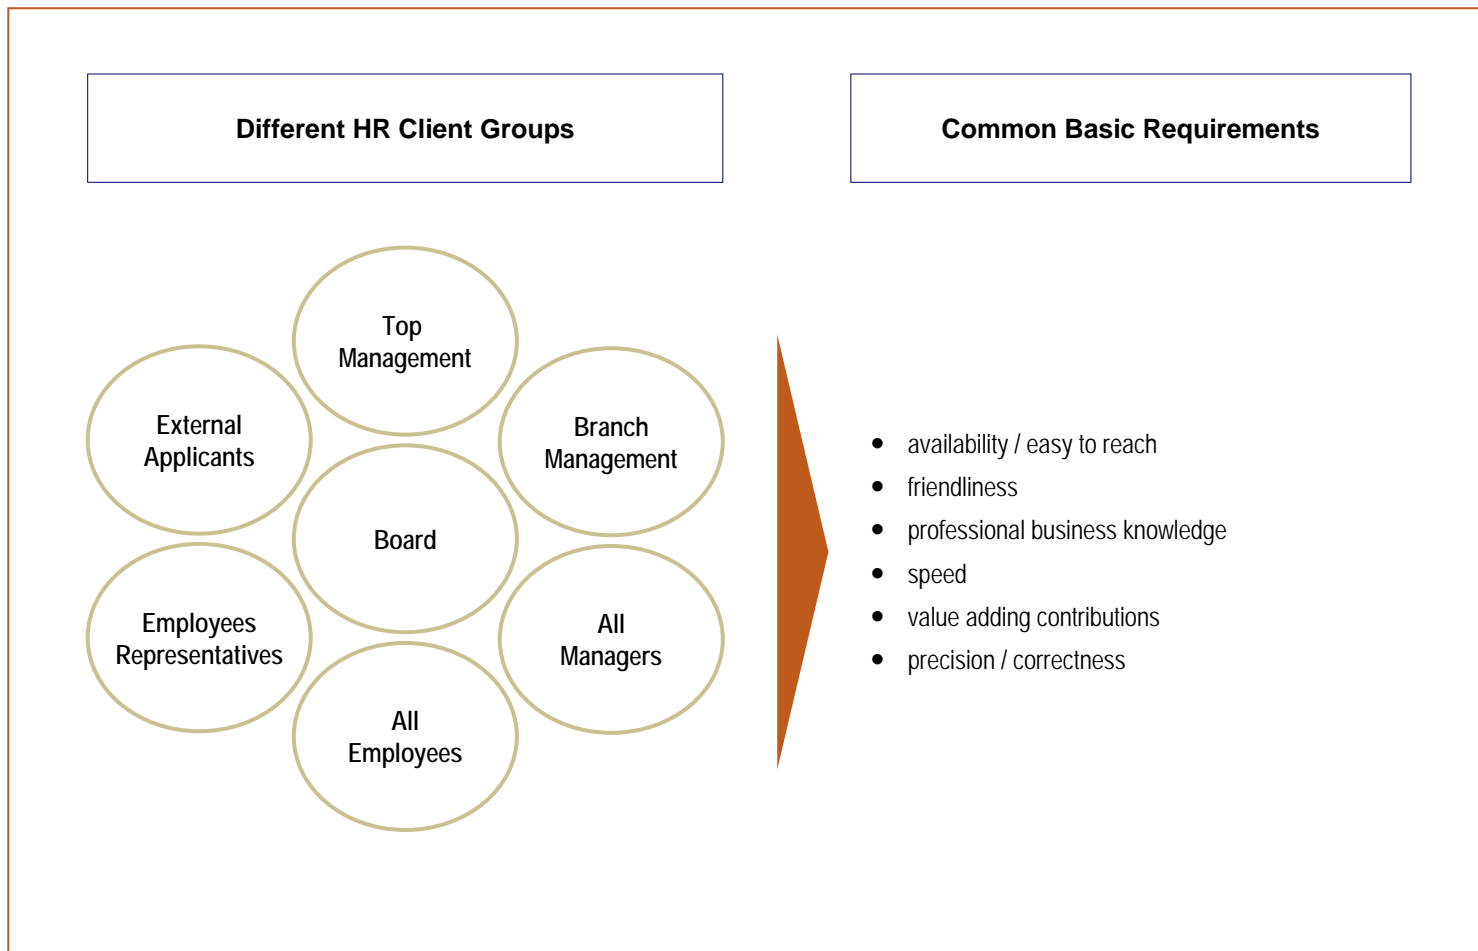 Different HR Client Groups
Common Basic Requirements
Top
Management
External
Applicants
Branch
Management
Board
Employees
Representatives
All
Managers
All
Employees
• availability / easy to reach
• friendliness
• professional business knowledge
• speed
• value adding contributions
• precision / correctness